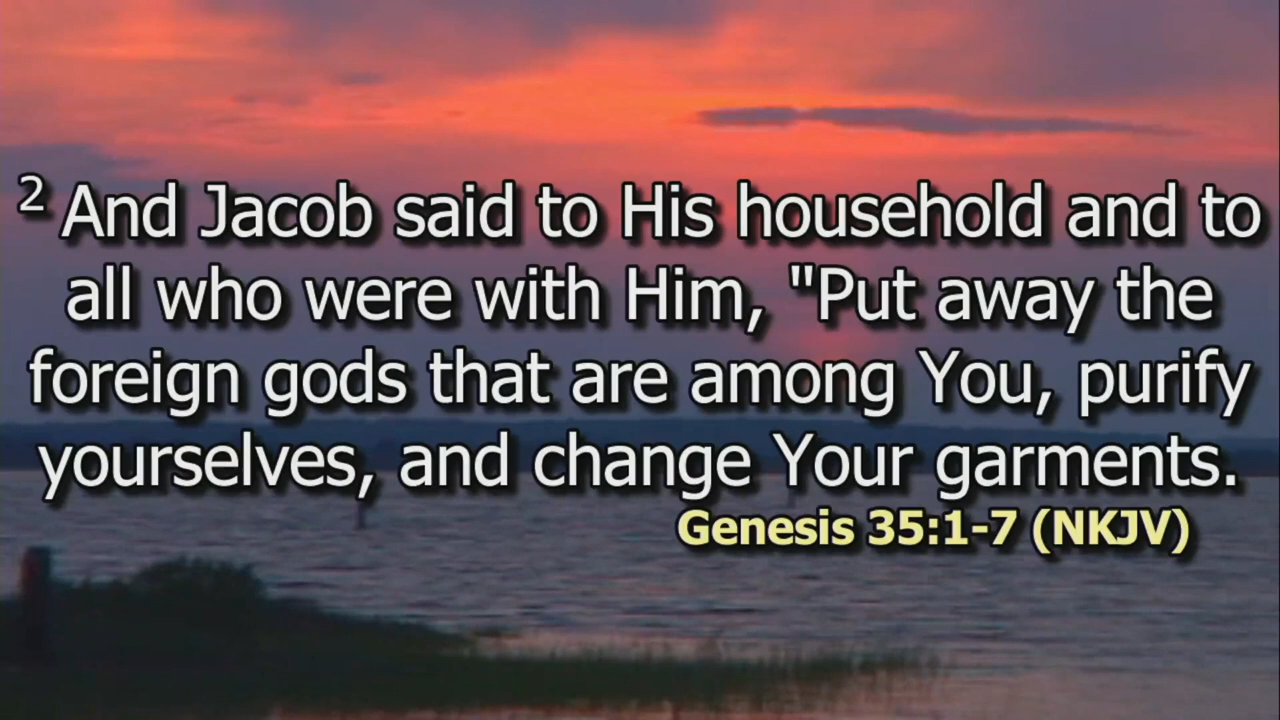 2 And Jacob said to His household and to
all who were with Him, "Put away the
foreign gods that are among You, purify
yourselves, and change Your garments.
Genesis 35:1-7 (NKJV)